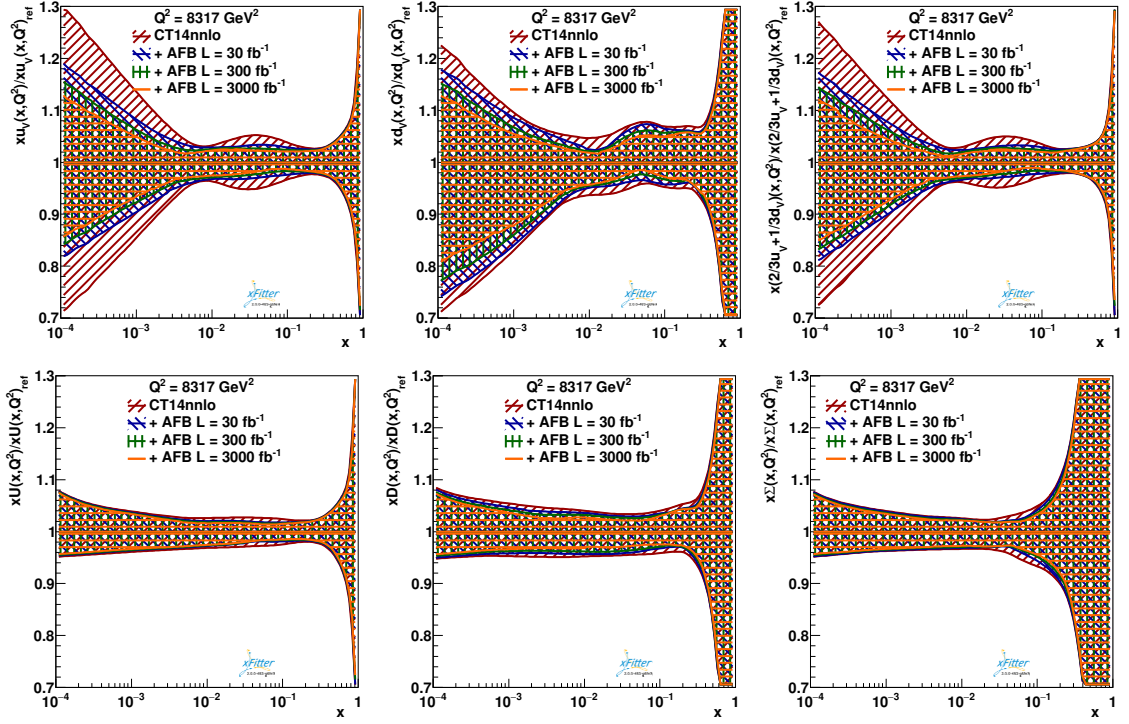 xu_V(x,Q²)/xu_V(x,Q²)_ref
1.3
1.2
1.1
1
0.9
0.8
0.7
Q² = 8317 GeV²
CT14nnlo
+ AFB L = 30 fb⁻¹
+ AFB L = 300 fb⁻¹
+ AFB L = 3000 fb⁻¹
xFitter
10⁻⁴ 10⁻³ 10⁻² 10⁻¹ 1
x
xd_V(x,Q²)/xd_V(x,Q²)_ref
1.3
1.2
1.1
1
0.9
0.8
0.7
Q² = 8317 GeV²
CT14nnlo
+ AFB L = 30 fb⁻¹
+ AFB L = 300 fb⁻¹
+ AFB L = 3000 fb⁻¹
xFitter
10⁻⁴ 10⁻³ 10⁻² 10⁻¹ 1
x
x(2/3u_V+1/3d_V)(x,Q²)/x(2/3u_V+1/3d_V)(x,Q²)_ref
1.3
1.2
1.1
1
0.9
0.8
0.7
Q² = 8317 GeV²
CT14nnlo
+ AFB L = 30 fb⁻¹
+ AFB L = 300 fb⁻¹
+ AFB L = 3000 fb⁻¹
xFitter
10⁻⁴ 10⁻³ 10⁻² 10⁻¹ 1
x
xU(x,Q²)/xU(x,Q²)_ref
1.3
1.2
1.1
1
0.9
0.8
0.7
Q² = 8317 GeV²
CT14nnlo
+ AFB L = 30 fb⁻¹
+ AFB L = 300 fb⁻¹
+ AFB L = 3000 fb⁻¹
xFitter
10⁻⁴ 10⁻³ 10⁻² 10⁻¹ 1
x
xD(x,Q²)/xD(x,Q²)_ref
1.3
1.2
1.1
1
0.9
0.8
0.7
Q² = 8317 GeV²
CT14nnlo
+ AFB L = 30 fb⁻¹
+ AFB L = 300 fb⁻¹
+ AFB L = 3000 fb⁻¹
xFitter
10⁻⁴ 10⁻³ 10⁻² 10⁻¹ 1
x
xΣ(x,Q²)/xΣ(x,Q²)_ref
1.3
1.2
1.1
1
0.9
0.8
0.7
Q² = 8317 GeV²
CT14nnlo
+ AFB L = 30 fb⁻¹
+ AFB L = 300 fb⁻¹
+ AFB L = 3000 fb⁻¹
xFitter
10⁻⁴ 10⁻³ 10⁻² 10⁻¹ 1
x